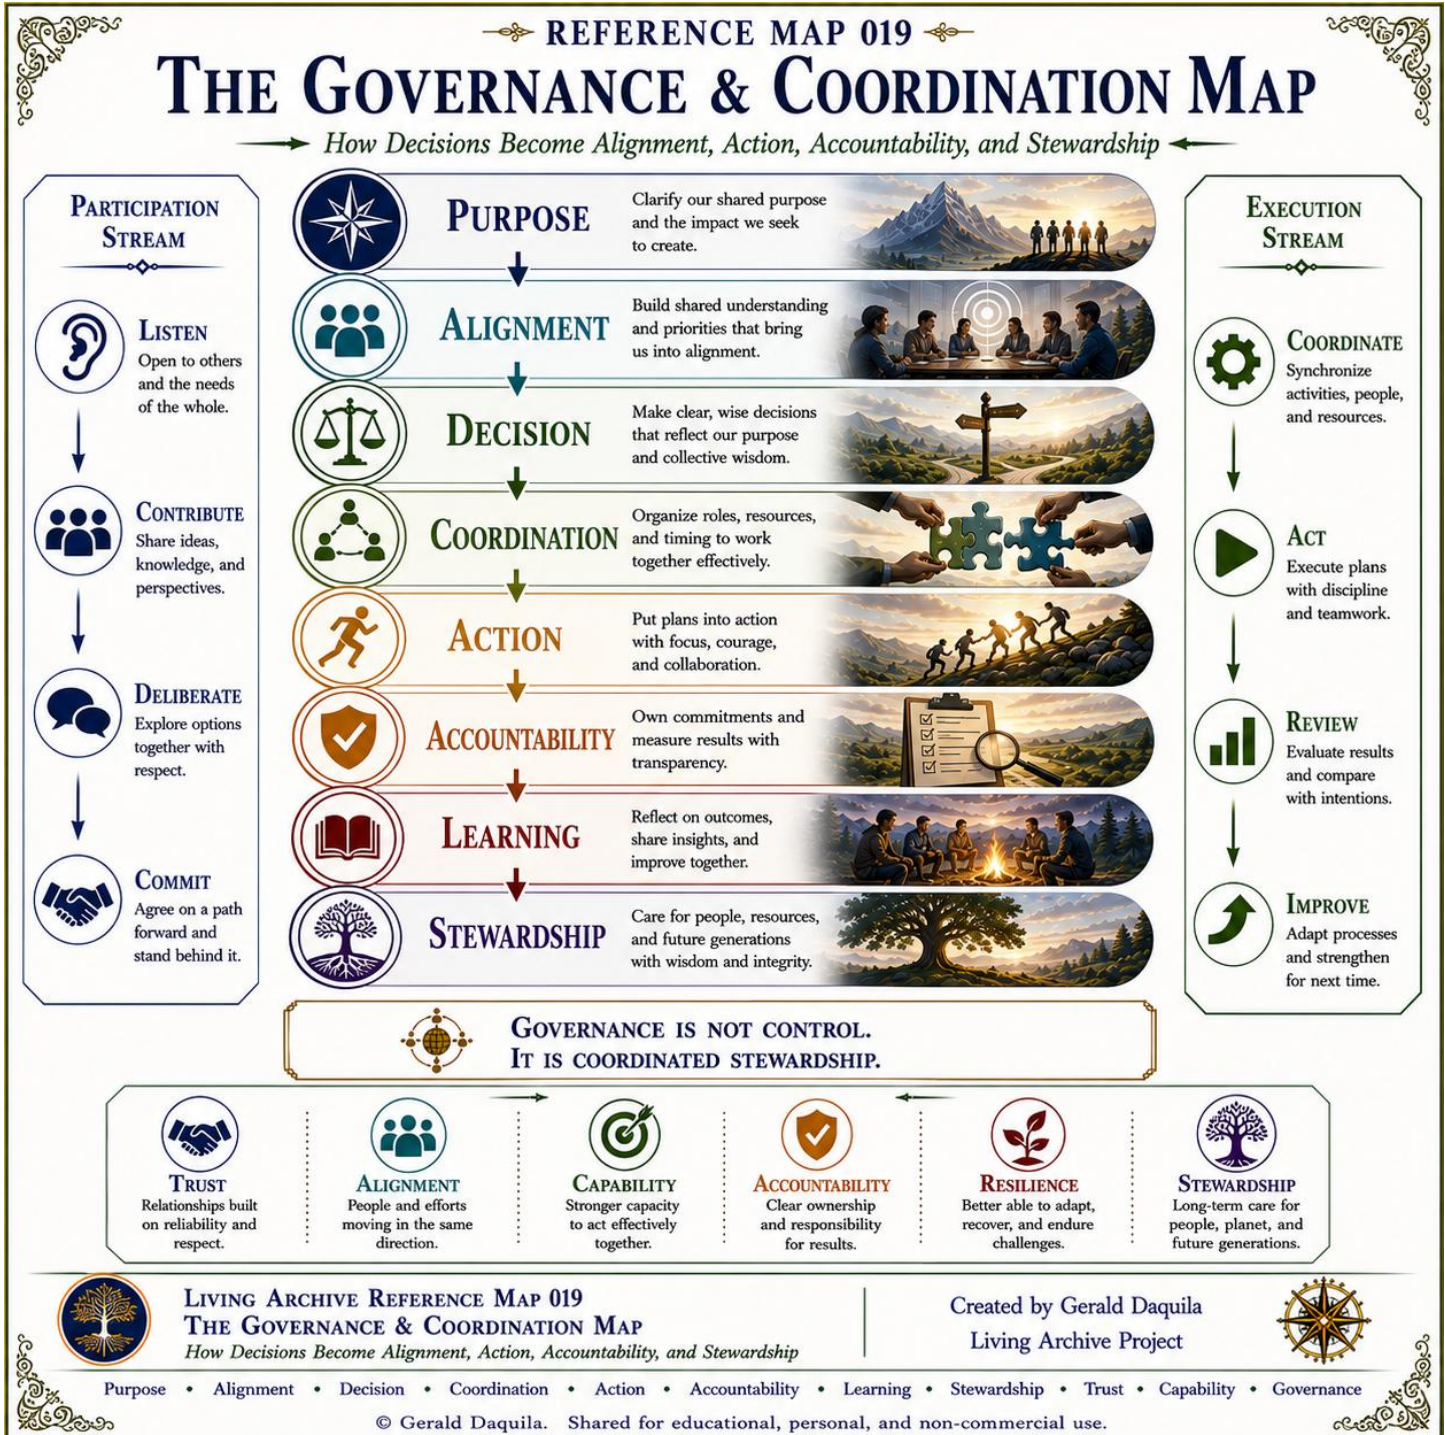 REFERENCE MAP 019
THE GOVERNANCE & COORDINATION MAP
How Decisions Become Alignment, Action, Accountability, and Stewardship
PARTICIPATION
STREAM
LISTEN
Open to others
and the needs
of the whole.
CONTRIBUTE
Share ideas,
knowledge, and
perspectives.
DELIBERATE
Explore options
together with
respect.
COMMIT
Agree on a path
forward and
stand behind it.
PURPOSE
Clarify our shared purpose
and the impact we seek
to create.
ALIGNMENT
Build shared understanding
and priorities that bring
us into alignment.
DECISION
Make clear, wise decisions
that reflect our purpose
and collective wisdom.
COORDINATION
Organize roles, resources,
and timing to work
together effectively.
ACTION
Put plans into action
with focus, courage,
and collaboration.
ACCOUNTABILITY
Own commitments and
measure results with
transparency.
LEARNING
Reflect on outcomes,
share insights, and
improve together.
STEWARDSHIP
Care for people, resources,
and future generations
with wisdom and integrity.
EXECUTION
STREAM
COORDINATE
Synchronize
activities, people,
and resources.
ACT
Execute plans
with discipline
and teamwork.
REVIEW
Evaluate results
and compare
with intentions.
IMPROVE
Adapt processes
and strengthen
for next time.
GOVERNANCE IS NOT CONTROL.
IT IS COORDINATED STEWARDSHIP.
TRUST
Relationships built
on reliability and
respect.
ALIGNMENT
People and efforts
moving in the same
direction.
CAPABILITY
Stronger capacity
to act effectively
together.
ACCOUNTABILITY
Clear ownership
and responsibility
for results.
RESILIENCE
Better able to adapt,
recover, and endure
challenges.
STEWARDSHIP
Long-term care for
people, planet, and
future generations.
LIVING ARCHIVE REFERENCE MAP 019
THE GOVERNANCE & COORDINATION MAP
How Decisions Become Alignment, Action, Accountability, and Stewardship
Created by Gerald Daquila
Living Archive Project
Purpose • Alignment • Decision • Coordination • Action • Accountability • Learning • Stewardship • Trust • Capability • Governance
© Gerald Daquila. Shared for educational, personal, and non-commercial use.